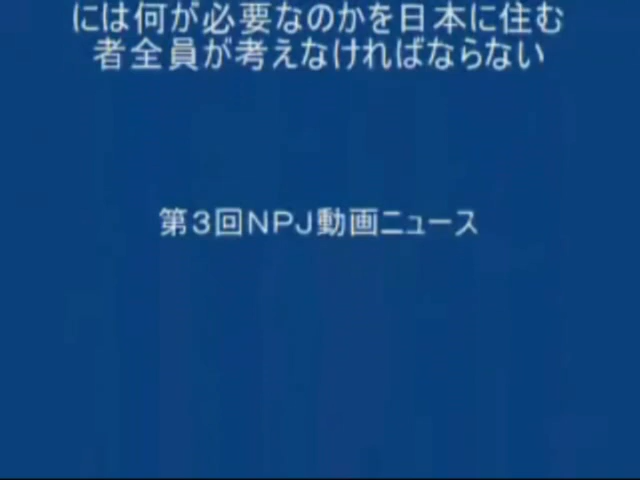 には何が必要なのかを日本に住む
者全員が考えなければならない
第３回ＮＰＪ動画ニュース